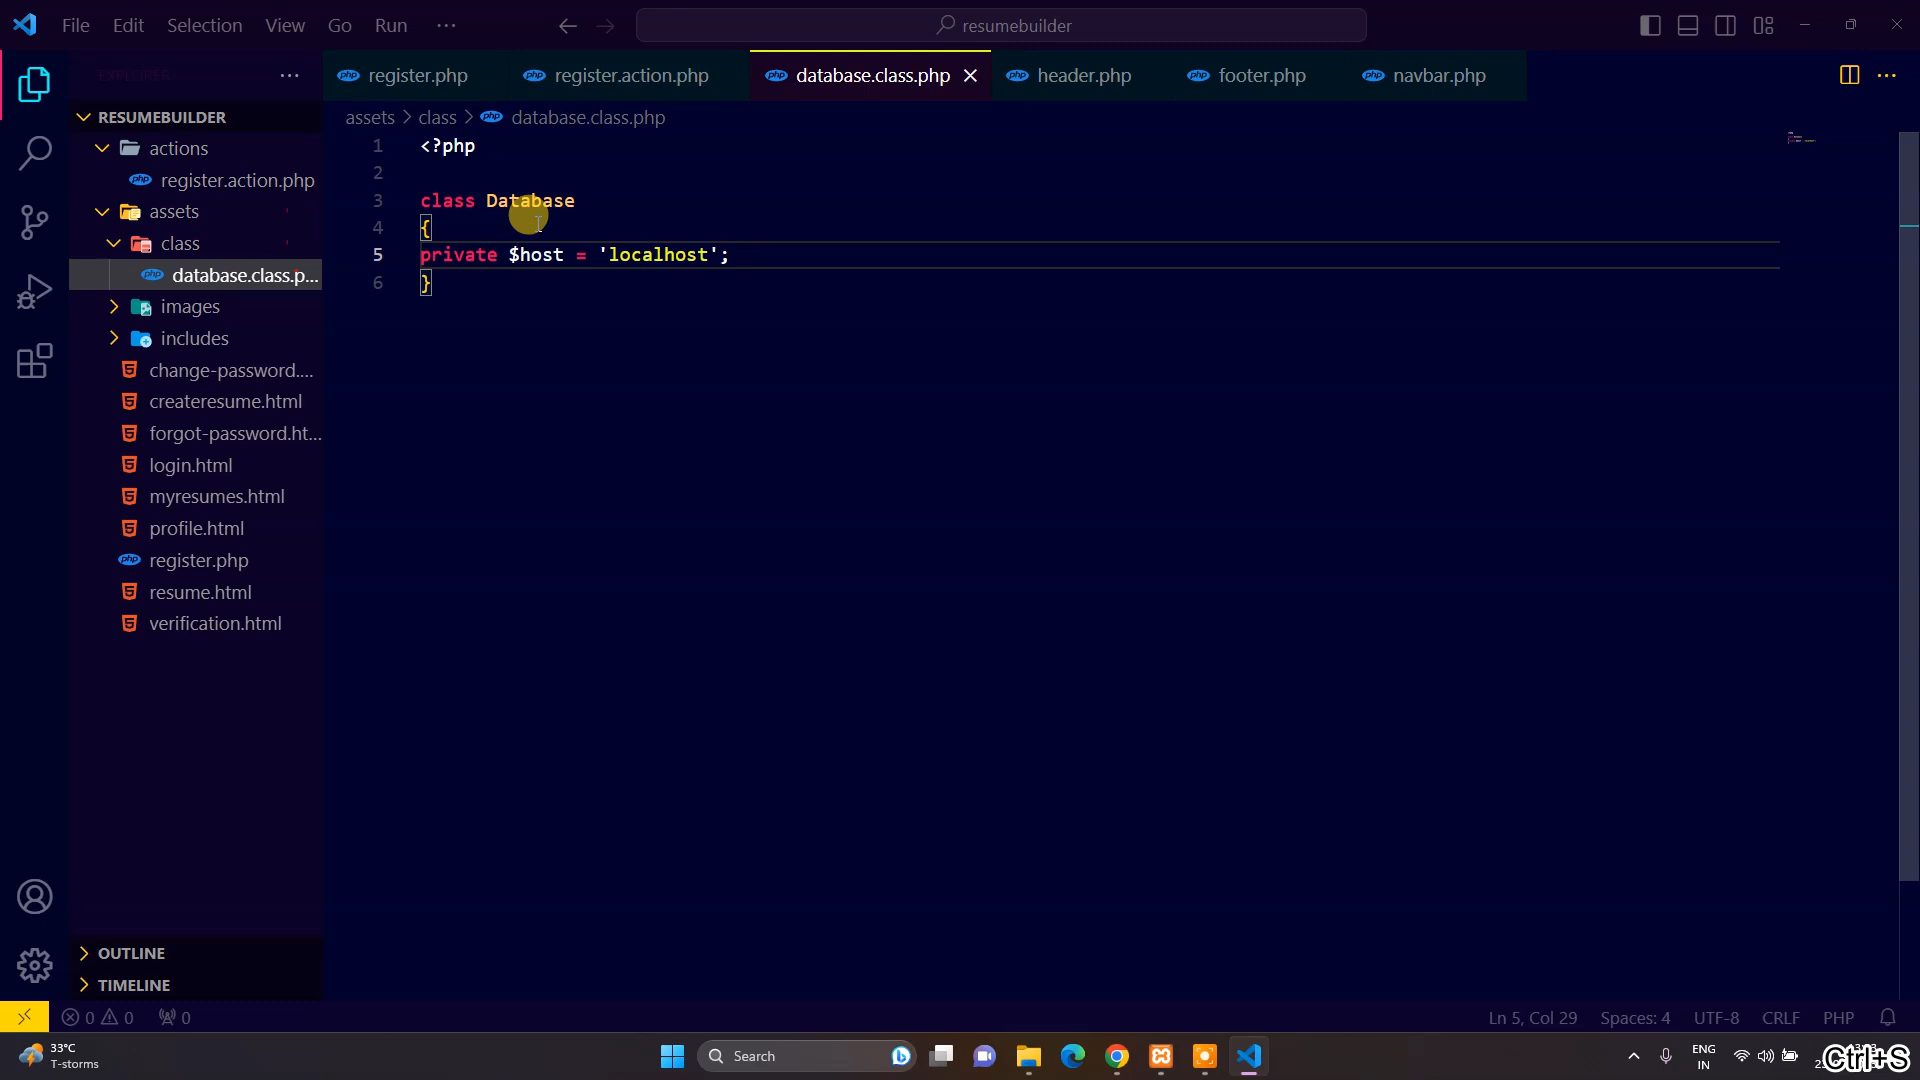 File Edit Selection View Go Run ···
resumebuilder
EXPLORER
register.php register.action.php database.class.php header.php footer.php navbar.php
RESUMEBUILDER
assets > class > database.class.php
actions
register.action.php
assets
class
database.class.p...
images
includes
change-password....
createresume.html
forgot-password.ht...
login.html
myresumes.html
profile.html
register.php
resume.html
verification.html
OUTLINE
TIMELINE
1 <?php
2
3 class Database
4 {
5 private $host = 'localhost';
6 }
0 0 0
Ln 5, Col 29 Spaces: 4 UTF-8 CRLF PHP
33°C
T-storms
Search
ENG
IN
Ctrl+S